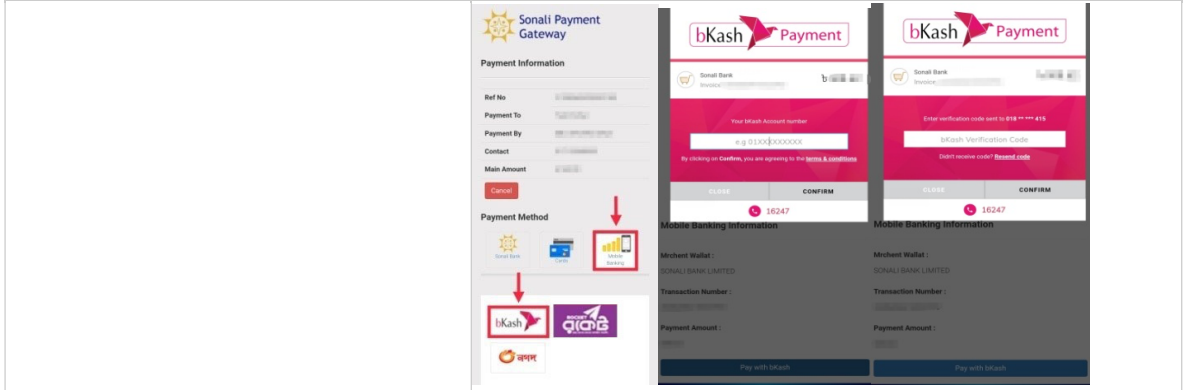 Sonali Payment
Gateway
Payment Information
Ref No
Payment To
Payment By
Contact
Main Amount
Cancel
Payment Method
Sonali Bank
Cards
Mobile
Banking
bKash
ROCKET
রকেট
নগদ
bKash Payment
Sonali Bank
Invoice
Your bKash Account number
e.g 01XXXXXXXXX
By clicking on Confirm, you are agreeing to the terms & conditions
CLOSE CONFIRM
16247
Mobile Banking Information
Mrchent Wallat :
SONALI BANK LIMITED
Transaction Number :
Payment Amount :
Pay with bKash
bKash Payment
Sonali Bank
Invoice
Enter verification code sent to 018 ** *** 415
bKash Verification Code
Didn't receive code? Resend code
CLOSE CONFIRM
16247
Mobile Banking Information
Mrchent Wallat :
SONALI BANK LIMITED
Transaction Number :
Payment Amount :
Pay with bKash